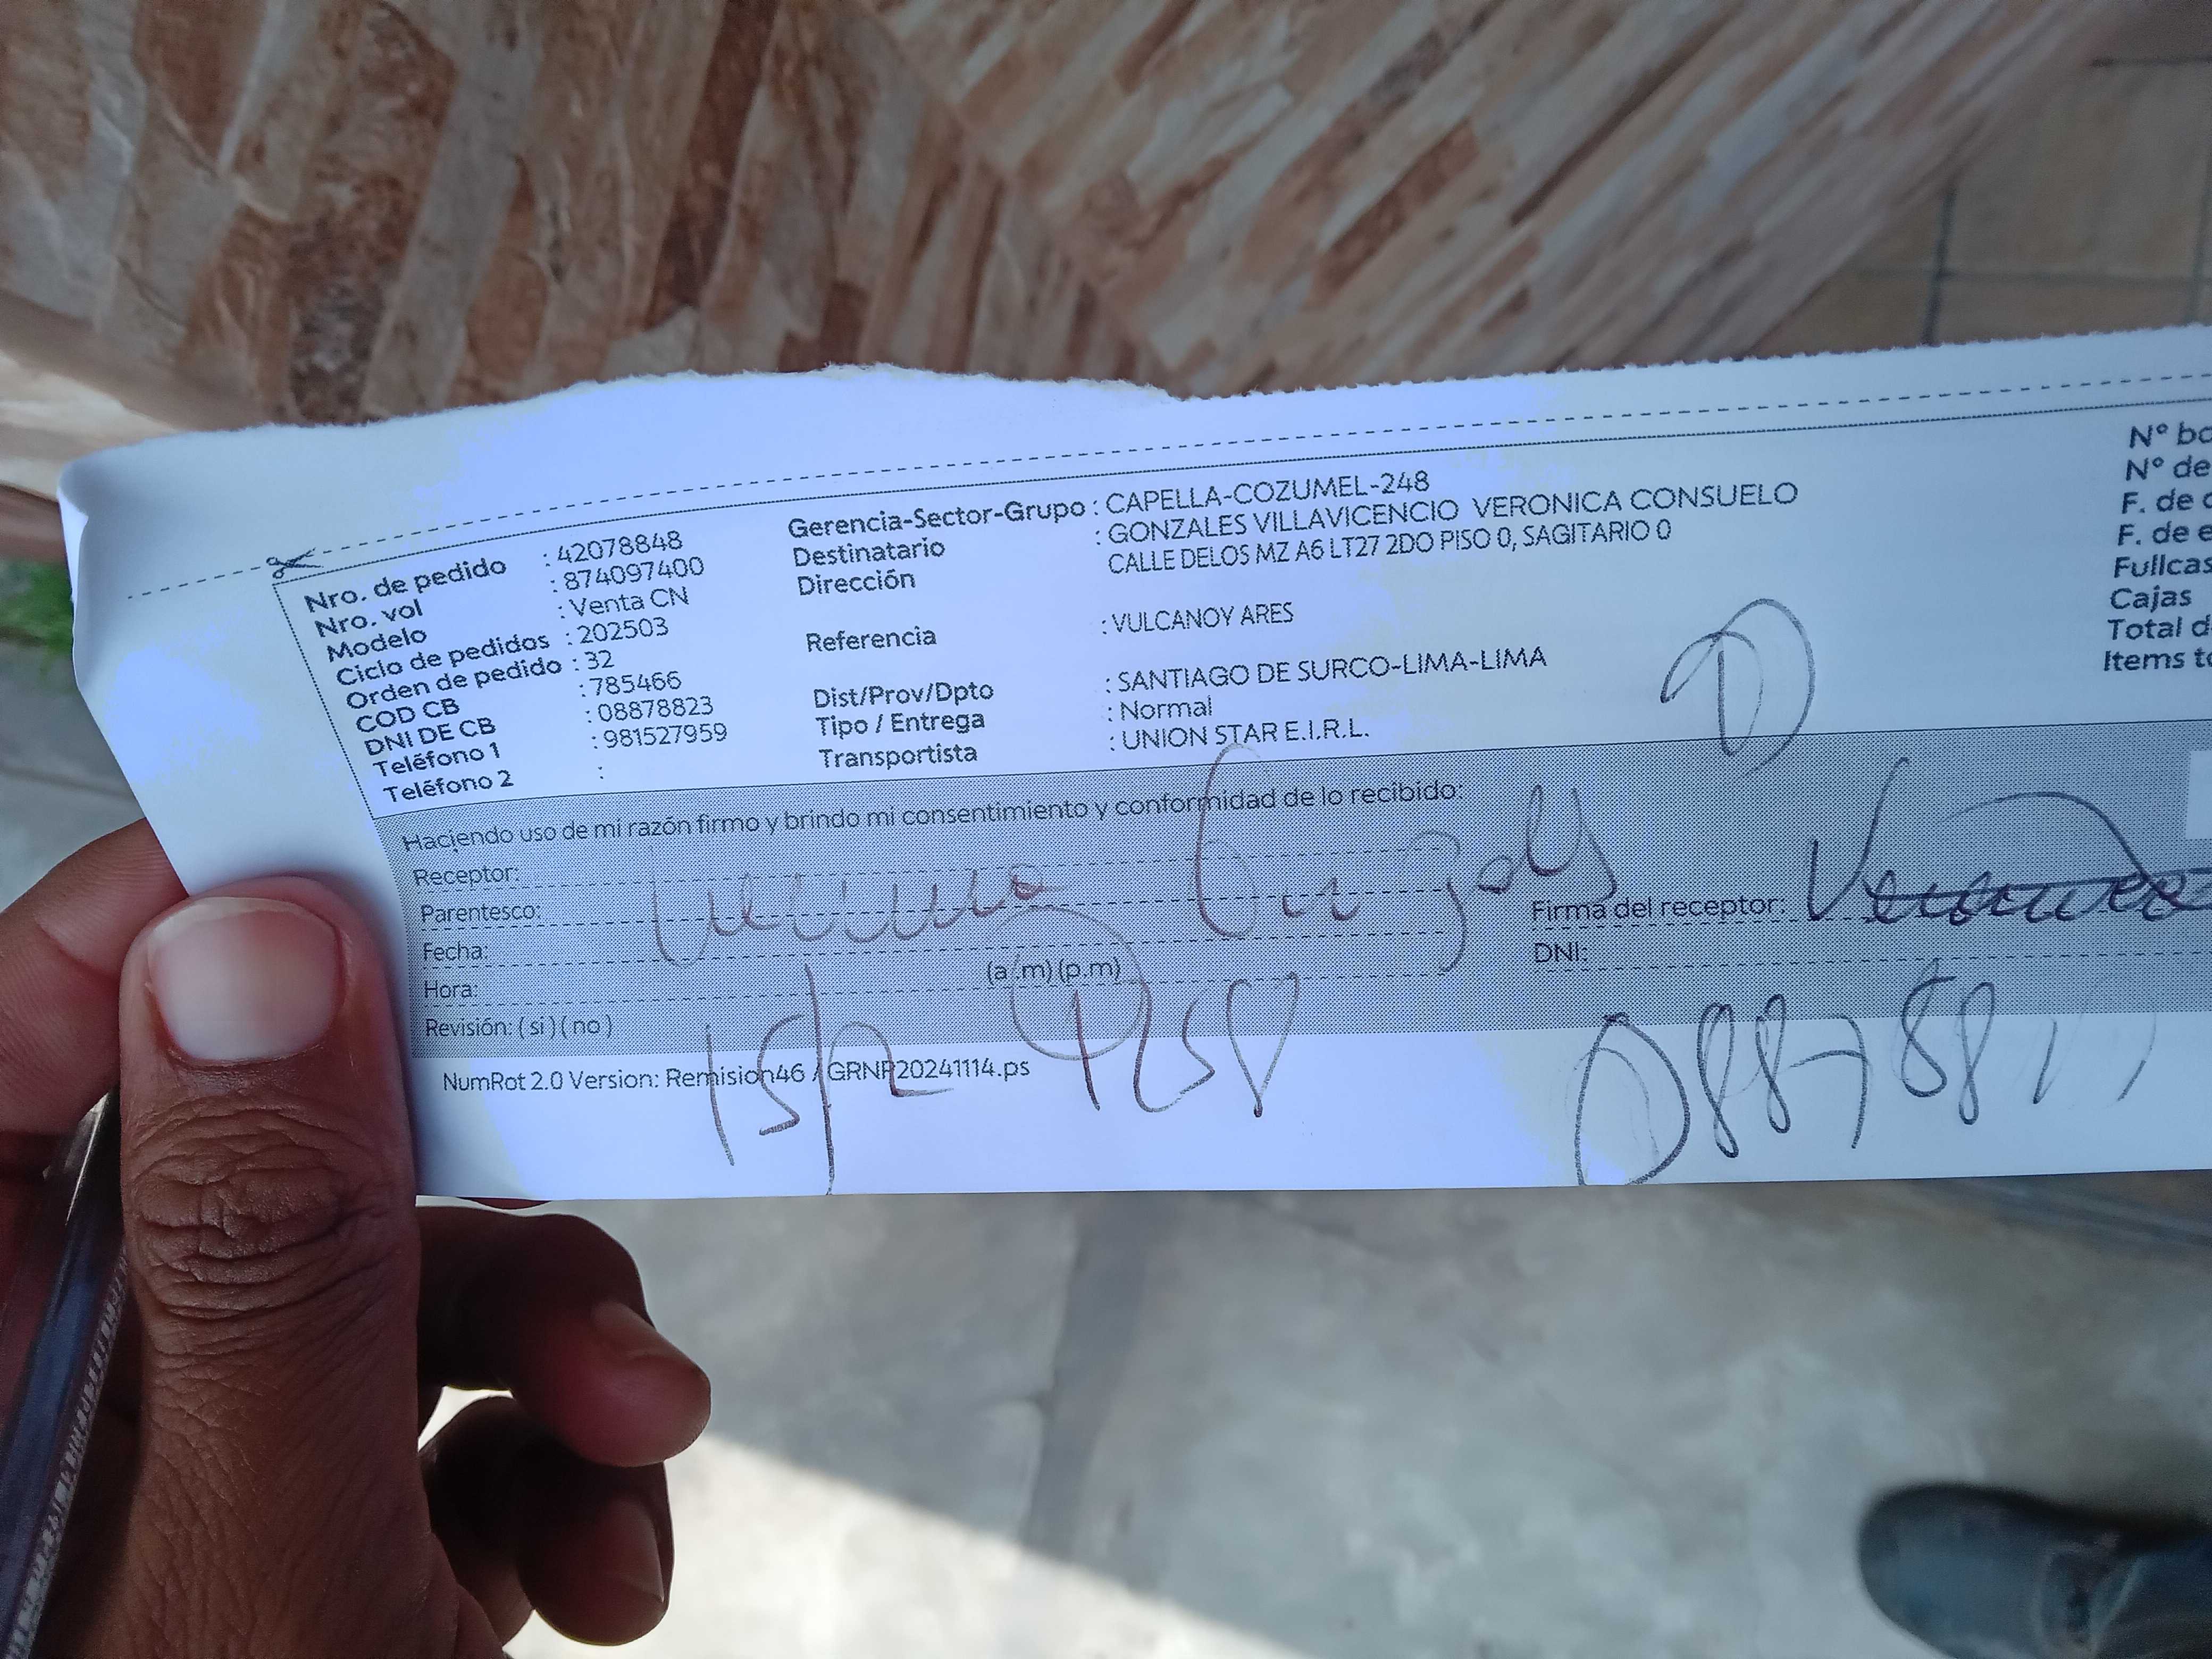 Nro. de pedido : 42078848
Nro. vol : 874097400
Modelo : Venta CN
Ciclo de pedidos : 202503
Orden de pedido : 32
COD CB : 785466
DNI DE CB : 08878823
Teléfono 1 : 981527959
Teléfono 2 :
Gerencia-Sector-Grupo : CAPELLA-COZUMEL-248
Destinatario : GONZALES VILLAVICENCIO VERONICA CONSUELO
Dirección CALLE DELOS MZ A6 LT27 2DO PISO 0, SAGITARIO 0
Referencia : VULCANOY ARES
Dist/Prov/Dpto : SANTIAGO DE SURCO-LIMA-LIMA
Tipo / Entrega : Normal
Transportista : UNION STAR E.I.R.L.
Nº
Nº de
F. de
F. de
Cajas
Total
Items
Haciendo uso de mi razón firmo y brindo mi consentimiento y conformidad de lo recibido:
Receptor:
Parentesco:
Fecha:
Hora: (a.m) (p.m)
Revisión: ( si ) ( no )
Firma del receptor:
DNI:
15/2
NumRot 2.0 Version: Remision46 / GRNP20241114.ps